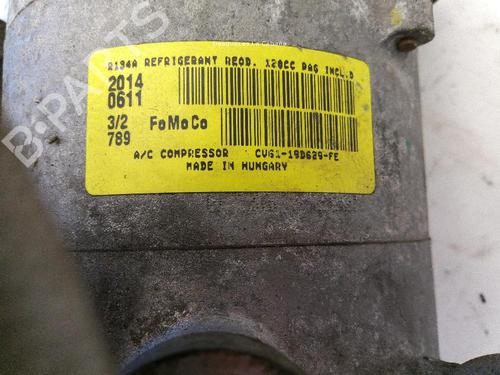 R134A REFRIGERANT REQD. 120CC PAG INCL.D
2014
0611
3/2
789
FoMoCo
A/C COMPRESSOR CV61-19D629-FE
MADE IN HUNGARY
B-PARTS